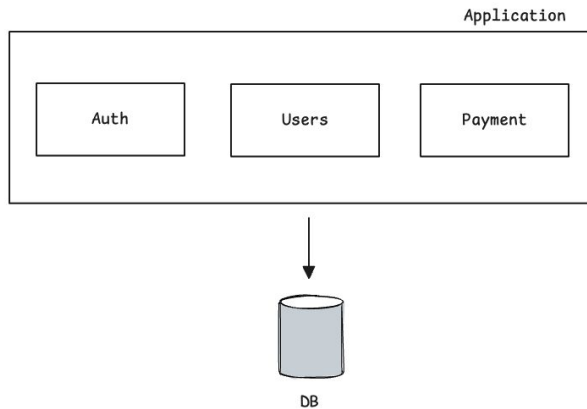 Application
Auth
Users
Payment
DB